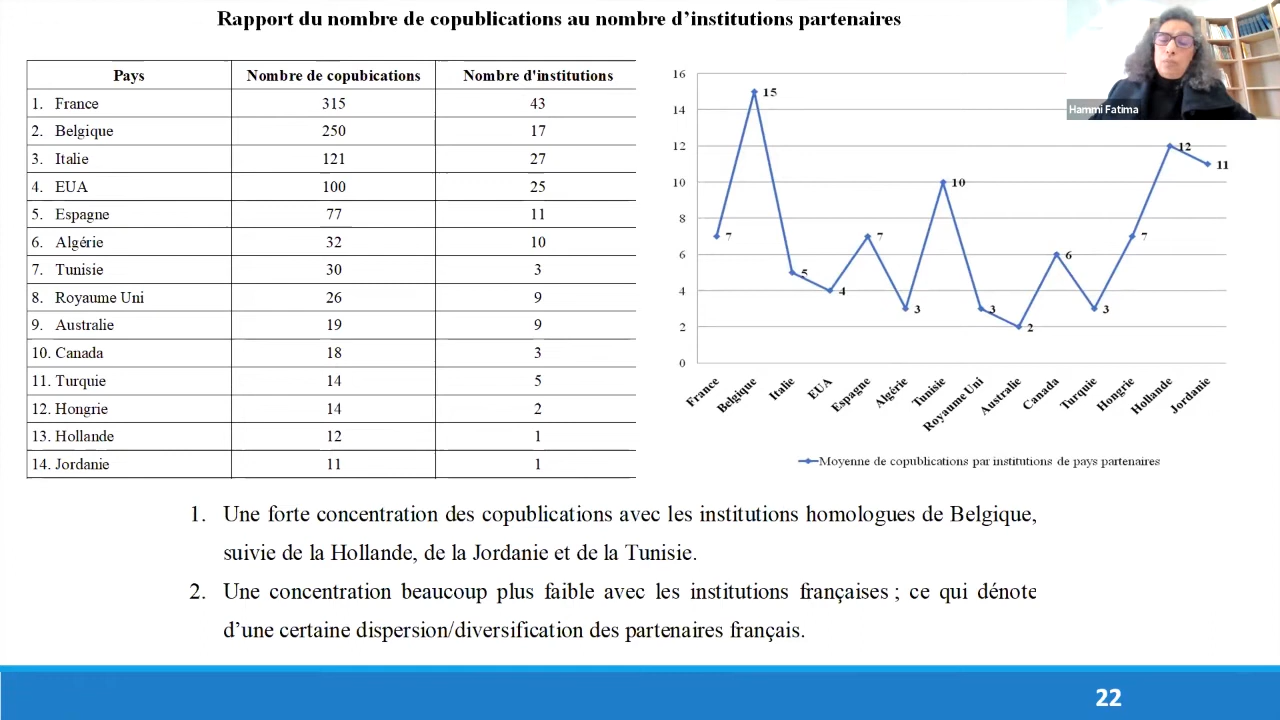 Rapport du nombre de copublications au nombre d'institutions partenaires
Hammi Fatima
Pays Nombre de copubications Nombre d'institutions
1. France 315 43
2. Belgique 250 17
3. Italie 121 27
4. EUA 100 25
5. Espagne 77 11
6. Algérie 32 10
7. Tunisie 30 3
8. Royaume Uni 26 9
9. Australie 19 9
10. Canada 18 3
11. Turquie 14 5
12. Hongrie 14 2
13. Hollande 12 1
14. Jordanie 11 1
16
14
12
10
8
6
4
2
0
7
15
5
4
7
3
10
3
2
6
3
7
12
11
France
Belgique
Italie
EUA
Espagne
Algérie
Tunisie
Royaume Uni
Australie
Canada
Turquie
Hongrie
Hollande
Jordanie
Moyenne de copublications par institutions de pays partenaires
1. Une forte concentration des copublications avec les institutions homologues de Belgique,
suivie de la Hollande, de la Jordanie et de la Tunisie.
2. Une concentration beaucoup plus faible avec les institutions françaises ; ce qui dénote
d'une certaine dispersion/diversification des partenaires français.
22